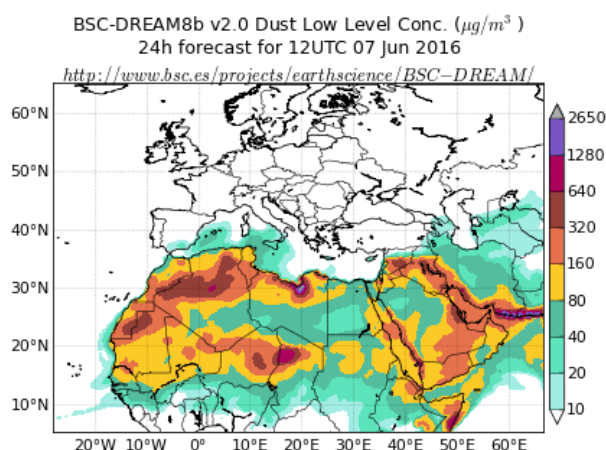 BSC-DREAM8b v2.0 Dust Low Level Conc. (μg/m³ )
24h forecast for 12UTC 07 Jun 2016
http://www.bsc.es/projects/earthscience/BSC−DREAM/
60°N
50°N
40°N
30°N
20°N
10°N
20°W 10°W 0° 10°E 20°E 30°E 40°E 50°E 60°E
2650
1280
640
320
160
80
40
20
10